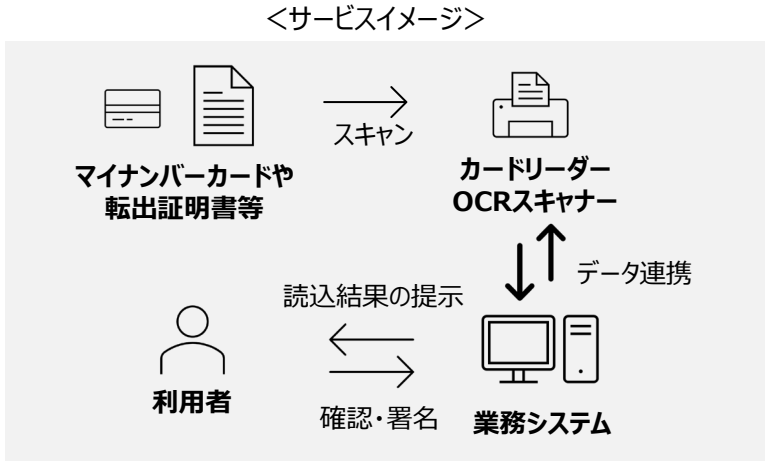 ＜サービスイメージ＞
スキャン
マイナンバーカードや
転出証明書等
カードリーダー
OCRスキャナー
データ連携
読込結果の提示
利用者
確認・署名
業務システム